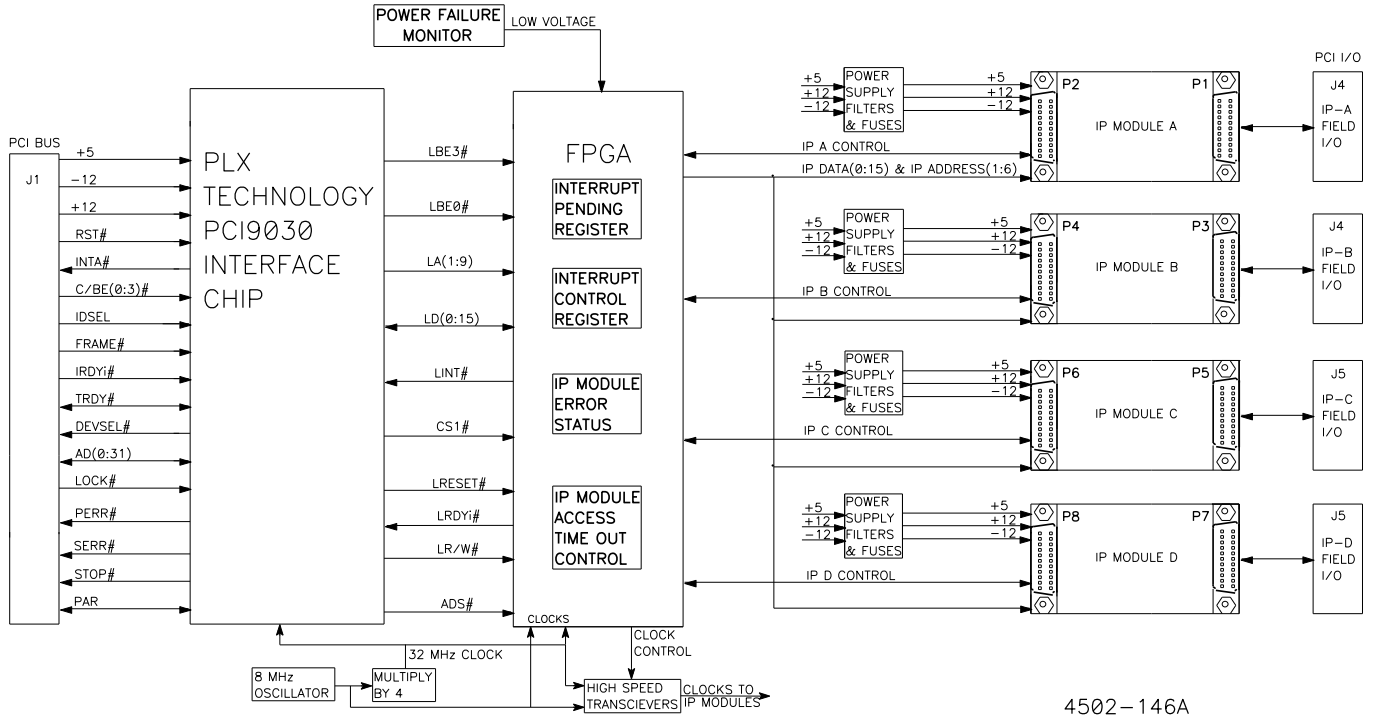 POWER FAILURE
MONITOR
LOW VOLTAGE
PCI BUS
J1
+5
-12
+12
RST#
INTA#
C/BE(0:3)#
IDSEL
FRAME#
IRDYi#
TRDY#
DEVSEL#
AD(0:31)
LOCK#
PERR#
SERR#
STOP#
PAR
PLX
TECHNOLOGY
PCI9030
INTERFACE
CHIP
LBE3#
LBE0#
LA(1:9)
LD(0:15)
LINT#
CS1#
LRESET#
LRDYi#
LR/W#
ADS#
FPGA
INTERRUPT
PENDING
REGISTER
INTERRUPT
CONTROL
REGISTER
IP MODULE
ERROR
STATUS
IP MODULE
ACCESS
TIME OUT
CONTROL
CLOCKS
CLOCK
CONTROL
32 MHz CLOCK
8 MHz
OSCILLATOR
MULTIPLY
BY 4
HIGH SPEED
TRANSCIEVERS
CLOCKS TO
IP MODULES
+5
+12
-12
POWER
SUPPLY
FILTERS
& FUSES
+5
+12
-12
IP A CONTROL
IP DATA(0:15) & IP ADDRESS(1:6)
P2
P1
IP MODULE A
PCI I/O
J4
IP-A
FIELD
I/O
+5
+12
-12
POWER
SUPPLY
FILTERS
& FUSES
+5
+12
-12
IP B CONTROL
P4
P3
IP MODULE B
J4
IP-B
FIELD
I/O
+5
+12
-12
POWER
SUPPLY
FILTERS
& FUSES
+5
+12
-12
IP C CONTROL
P6
P5
IP MODULE C
J5
IP-C
FIELD
I/O
+5
+12
-12
POWER
SUPPLY
FILTERS
& FUSES
+5
+12
-12
IP D CONTROL
P8
P7
IP MODULE D
J5
IP-D
FIELD
I/O
4502-146A